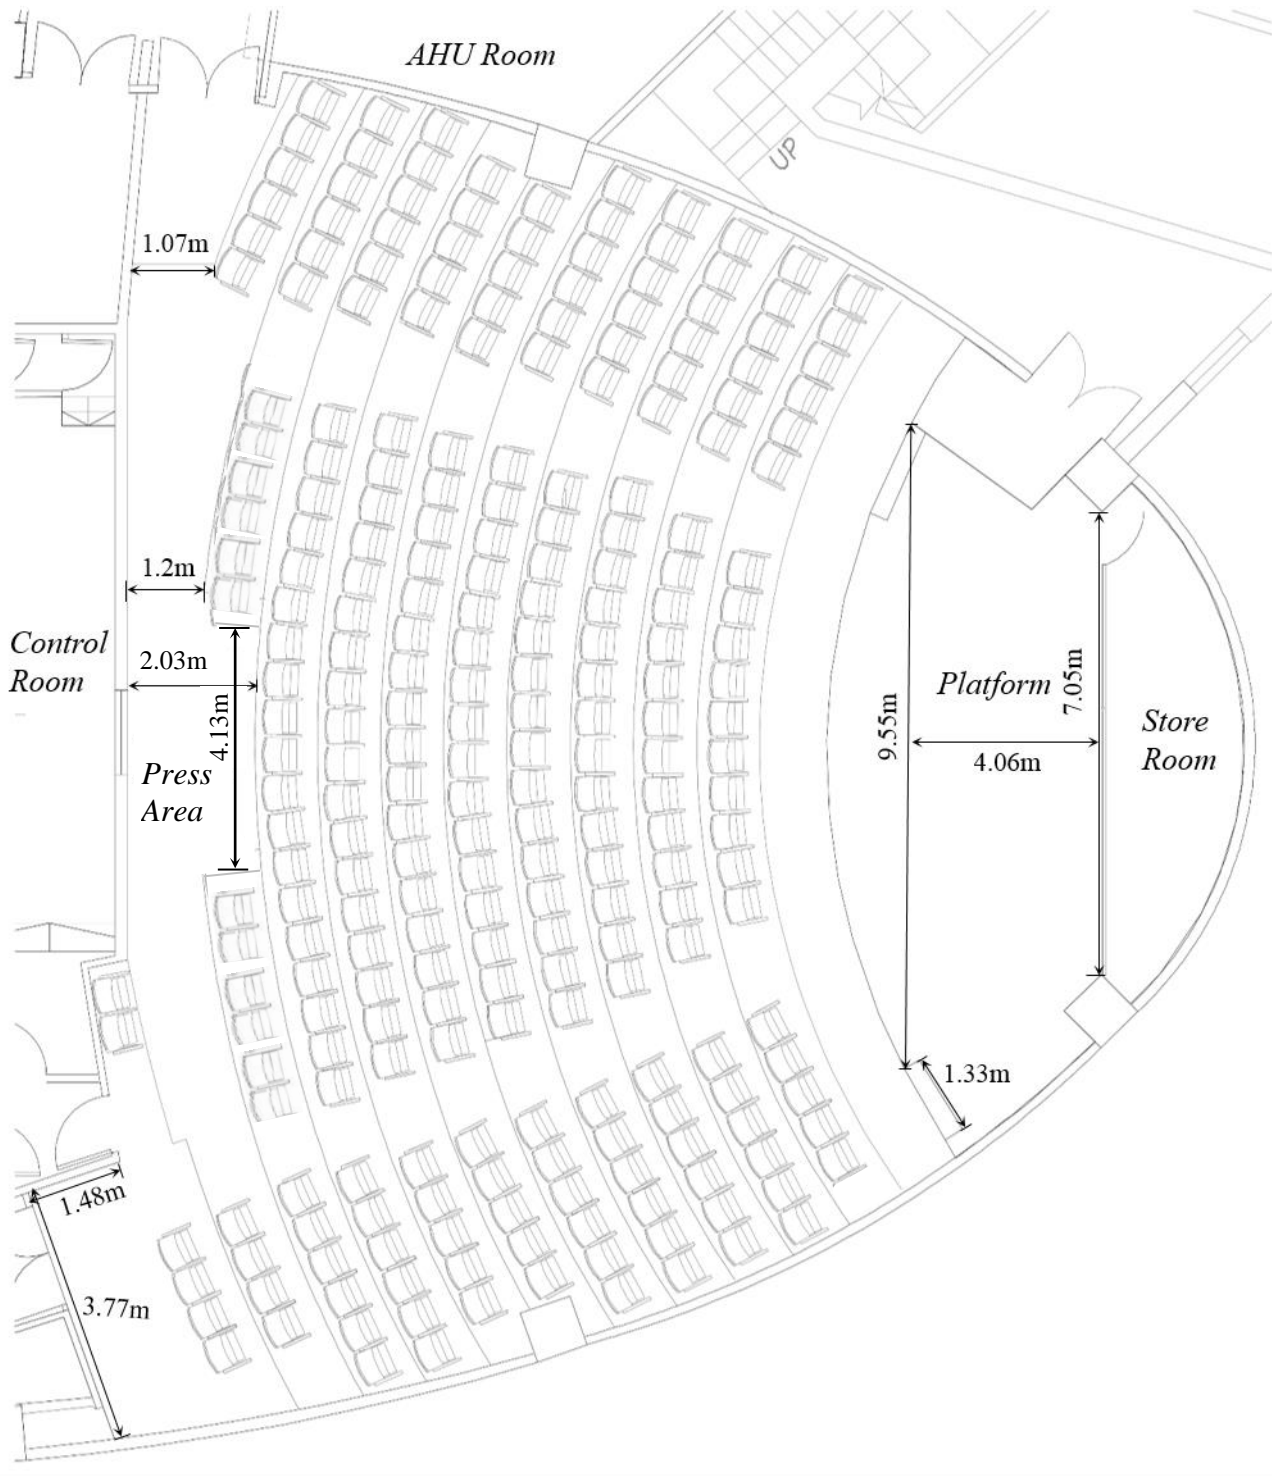 AHU Room
UP
1.07m
1.2m
Control
Room
2.03m
4.13m
Press
Area
9.55m
Platform
7.05m
4.06m
Store
Room
1.33m
1.48m
3.77m